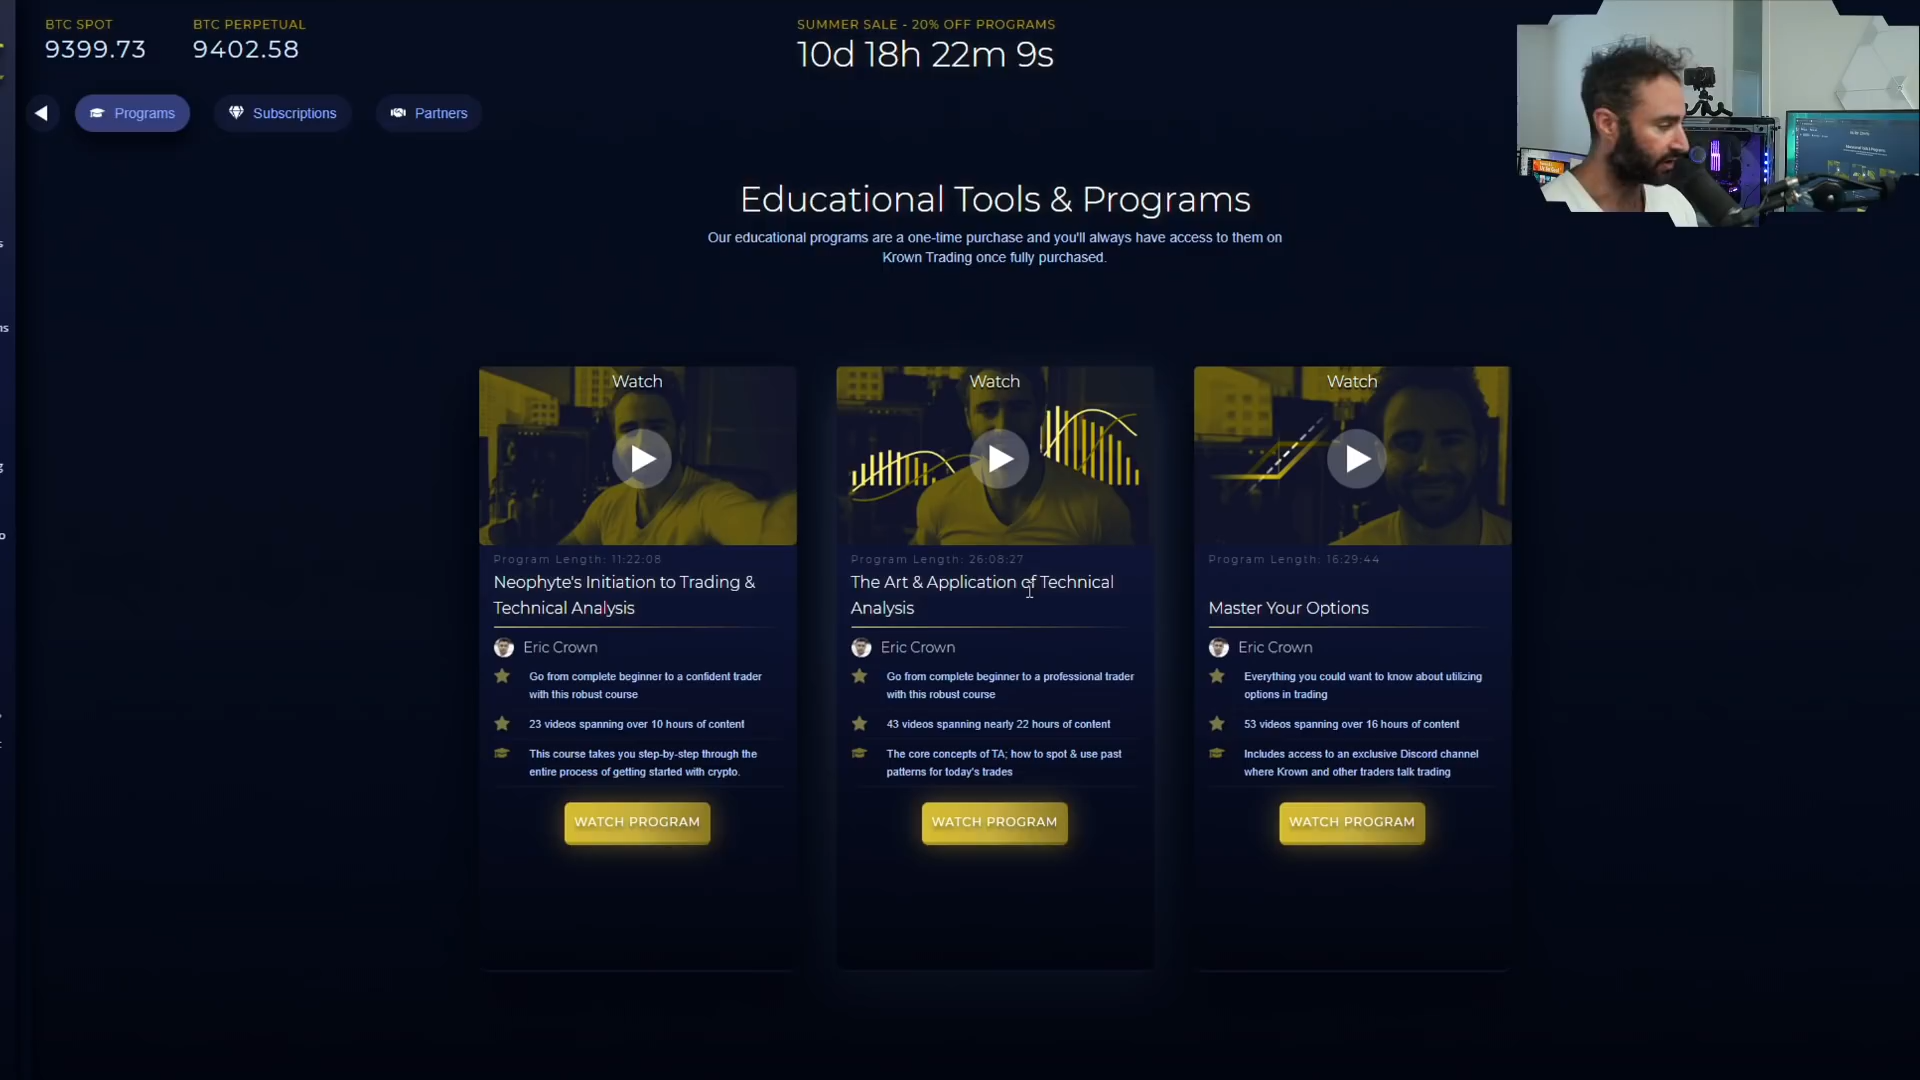 BTC SPOT
9399.73
BTC PERPETUAL
9402.58
SUMMER SALE - 20% OFF PROGRAMS
10d 18h 22m 9s
Programs
Subscriptions
Partners
Educational Tools & Programs
Our educational programs are a one-time purchase and you'll always have access to them on
Krown Trading once fully purchased.
Watch
Program Length: 11:22:08
Neophyte's Initiation to Trading &
Technical Analysis
Eric Crown
Go from complete beginner to a confident trader
with this robust course
23 videos spanning over 10 hours of content
This course takes you step-by-step through the
entire process of getting started with crypto.
WATCH PROGRAM
Watch
Program Length: 26:08:27
The Art & Application of Technical
Analysis
Eric Crown
Go from complete beginner to a professional trader
with this robust course
43 videos spanning nearly 22 hours of content
The core concepts of TA; how to spot & use past
patterns for today's trades
WATCH PROGRAM
Watch
Program Length: 16:29:44
Master Your Options
Eric Crown
Everything you could want to know about utilizing
options in trading
53 videos spanning over 16 hours of content
Includes access to an exclusive Discord channel
where Krown and other traders talk trading
WATCH PROGRAM